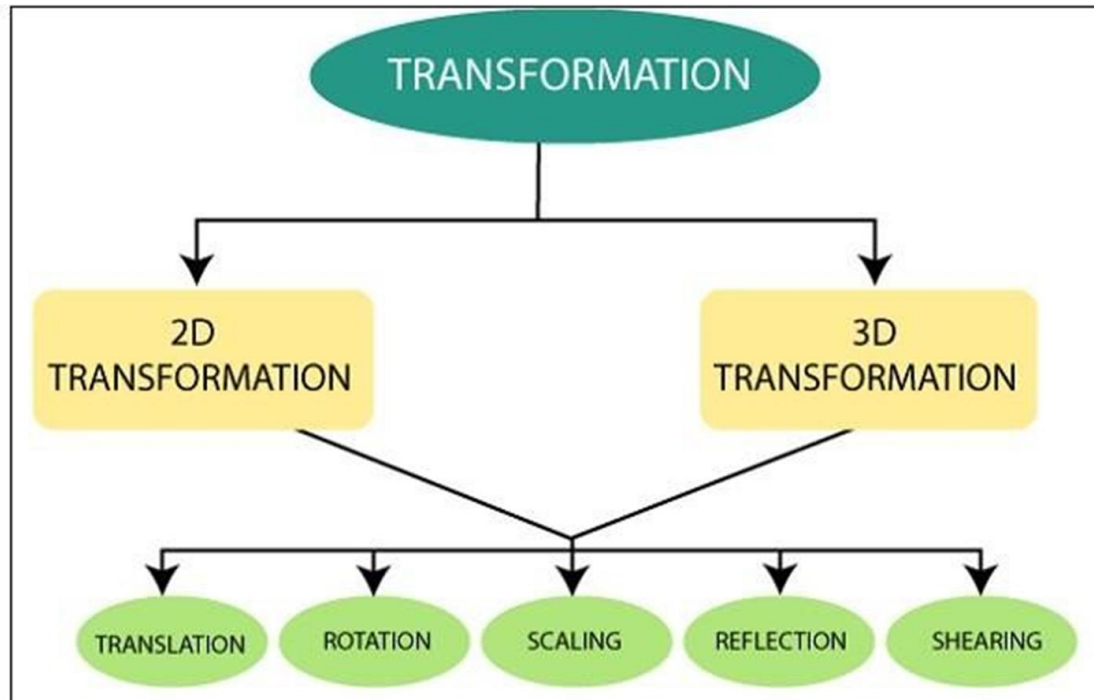 TRANSFORMATION
2D
TRANSFORMATION
3D
TRANSFORMATION
TRANSLATION
ROTATION
SCALING
REFLECTION
SHEARING